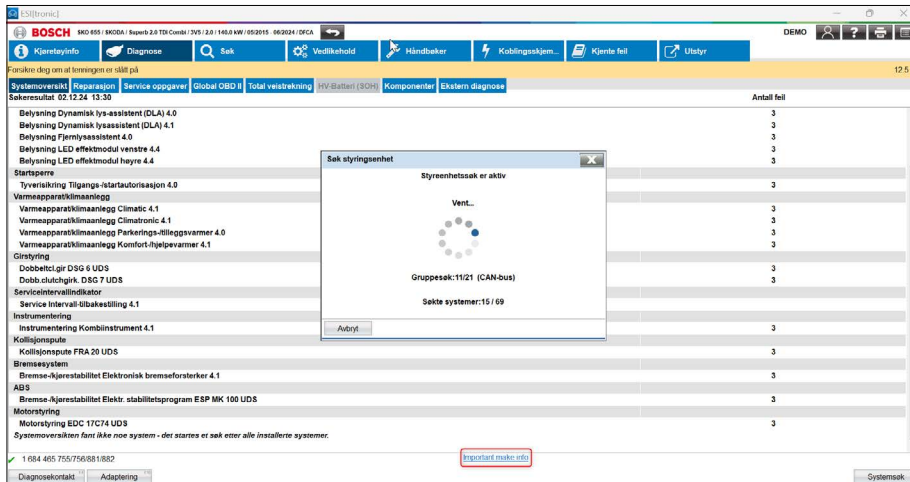 ESI[tronic]
BOSCH SKO 655 / SKODA / Superb 2.0 TDI Combi / 3V5 / 2.0 / 140.0 kW / 05/2015 - 06/2024 / DFCA
DEMO
Kjøretøyinfo Diagnose Søk Vedlikehold Håndbøker Koblingsskjem... Kjente feil Utstyr
Forsikre deg om at tenningen er slått på 12.5
Systemoversikt Reparasjon Service oppgaver Global OBD II Total veistrekning HV-Batteri (SOH) Komponenter Ekstern diagnose
Søkeresultat 02.12.24 13:30 Antall feil
Belysning Dynamisk lys-assistent (DLA) 4.0 3
Belysning Dynamisk lysassistent (DLA) 4.1 3
Belysning Fjernlysassistent 4.0 3
Belysning LED effektmodul venstre 4.4 3
Belysning LED effektmodul høyre 4.4 3
Startsperre
Tyverisikring Tilgangs-/startautorisasjon 4.0 3
Varmeapparat/klimaanlegg
Varmeapparat/klimaanlegg Climatic 4.1 3
Varmeapparat/klimaanlegg Climatronic 4.1 3
Varmeapparat/klimaanlegg Parkerings-/tilleggsvarmer 4.0 3
Varmeapparat/klimaanlegg Komfort-/hjelpevarmer 4.1 3
Girstyring
Dobbeltcl.gir DSG 6 UDS 3
Dobb.clutchgirk. DSG 7 UDS 3
Serviceintervallindikator
Service Intervall-tilbakestilling 4.1
Instrumentering
Instrumentering Kombiinstrument 4.1 3
Kollisjonspute
Kollisjonspute FRA 20 UDS 3
Bremsesystem
Bremse-/kjørestabilitet Elektronisk bremseforsterker 4.1 3
ABS
Bremse-/kjørestabilitet Elektr. stabilitetsprogram ESP MK 100 UDS 3
Motorstyring
Motorstyring EDC 17C74 UDS 3
Systemoversikten fant ikke noe system - det startes et søk etter alle installerte systemer.
Søk styringsenhet
Styreenhetssøk er aktiv
Vent...
Gruppesøk:11/21 (CAN-bus)
Søkte systemer:15 / 69
Avbryt
1 684 465 755/756/881/882 Important make info
Diagnosekontakt Adaptering Systemsøk